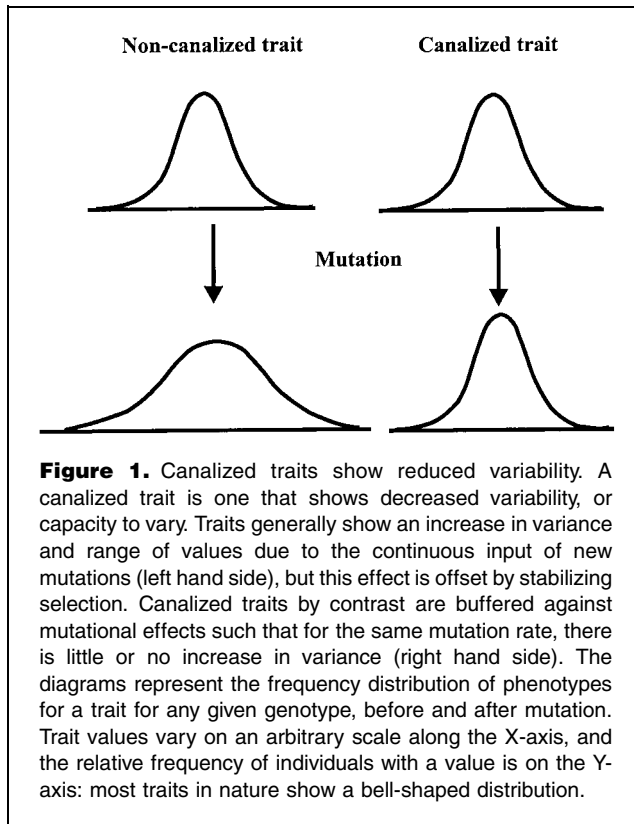 Non-canalized trait
Canalized trait
Mutation
Figure 1. Canalized traits show reduced variability. A
canalized trait is one that shows decreased variability, or
capacity to vary. Traits generally show an increase in variance
and range of values due to the continuous input of new
mutations (left hand side), but this effect is offset by stabilizing
selection. Canalized traits by contrast are buffered against
mutational effects such that for the same mutation rate, there
is little or no increase in variance (right hand side). The
diagrams represent the frequency distribution of phenotypes
for a trait for any given genotype, before and after mutation.
Trait values vary on an arbitrary scale along the X-axis, and
the relative frequency of individuals with a value is on the Y-
axis: most traits in nature show a bell-shaped distribution.